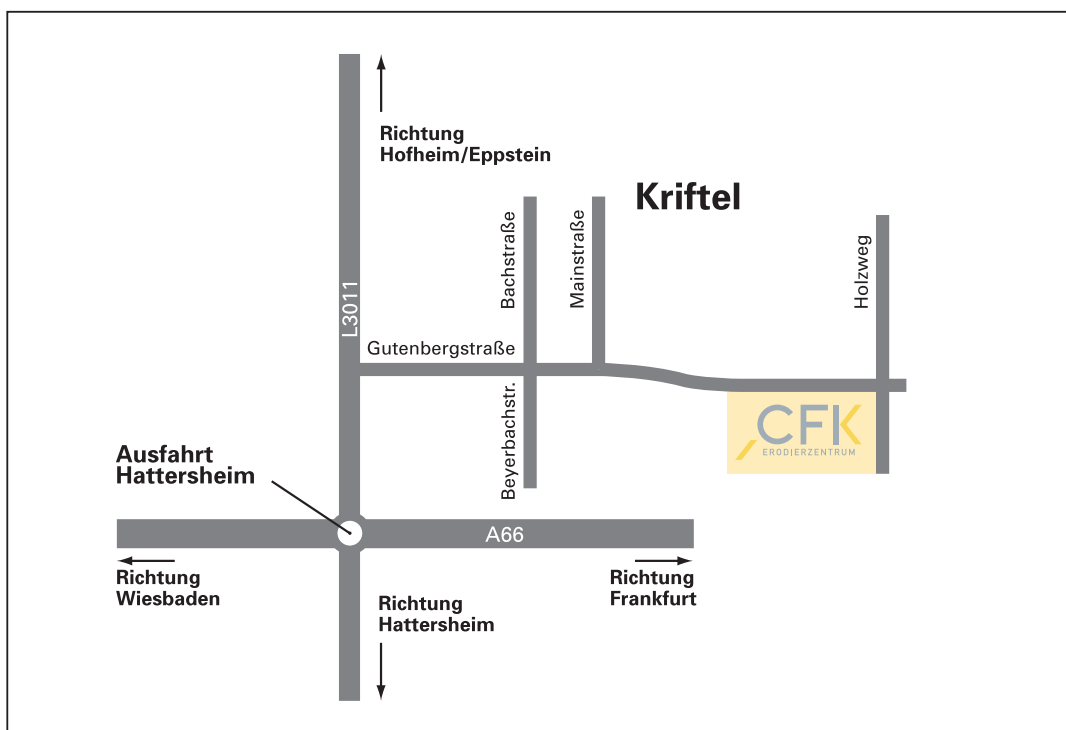 Richtung
Hofheim/Eppstein
Kriftel
Bachstraße
Mainstraße
Holzweg
L3011
Gutenbergstraße
Beyerbachstr.
CFK
ERODIERZENTRUM
Ausfahrt
Hattersheim
A66
Richtung
Wiesbaden
Richtung
Frankfurt
Richtung
Hattersheim